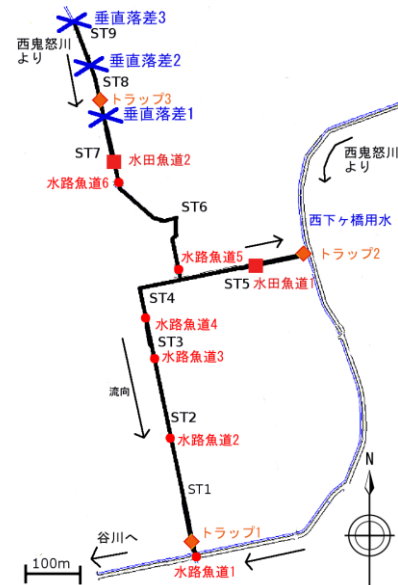 垂直落差3
ST9
西鬼怒川
より
垂直落差2
ST8
トラップ3
垂直落差1
ST7
水田魚道2
水路魚道6
西鬼怒川
より
ST6
西下ヶ橋用水
水路魚道5
トラップ2
ST5
水田魚道1
ST4
水路魚道4
ST3
水路魚道3
流向
ST2
水路魚道2
N
ST1
トラップ1
谷川へ
水路魚道1
100m